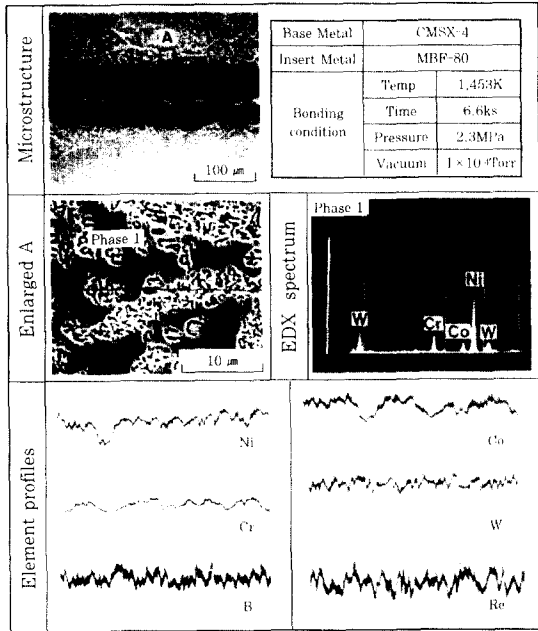 Microstructure
A
100 μm
Base Metal CMSX-4
Insert Metal MBF-80
Bonding condition
Temp 1,453K
Time 6.6ks
Pressure 2.3MPa
Vacuum
Enlarged A
Phase 1
10 μm
EDX spectrum
Phase 1
W Cr Co Ni W
Element profiles
Ni
Cr
B
Co
W
Re